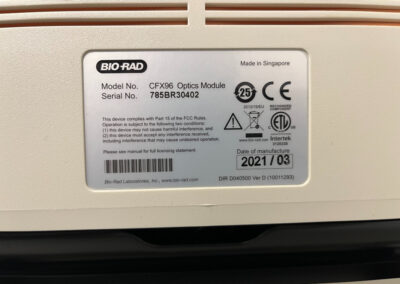 BIO-RAD
Made in Singapore
Model No. CFX96 Optics Module
Serial No. 785BR30402
25
CE
This device complies with Part 15 of the FCC Rules.
Operation is subject to the following two conditions:
(1) this device may not cause harmful interference, and
(2) this device must accept any interference received,
including interference that may cause undesired operation.
Please see manual for full licensing statement.
ETL
Intertek
Date of manufacture
2021 / 03
Bio-Rad Laboratories, Inc., www.bio-rad.com
DIR D040500 Ver D (10011293)